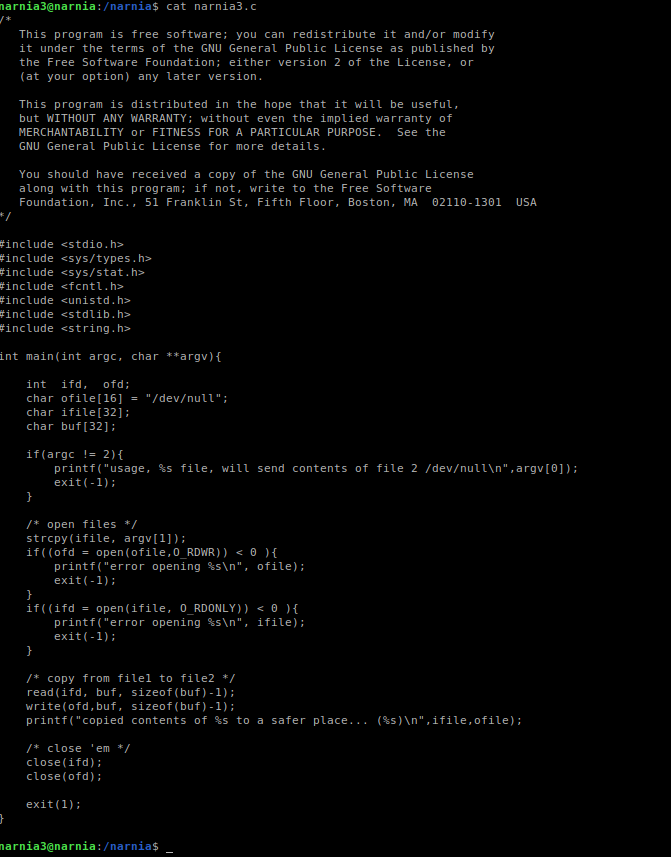 narnia3@narnia:/narnia$ cat narnia3.c
/*
    This program is free software; you can redistribute it and/or modify
    it under the terms of the GNU General Public License as published by
    the Free Software Foundation; either version 2 of the License, or
    (at your option) any later version.

    This program is distributed in the hope that it will be useful,
    but WITHOUT ANY WARRANTY; without even the implied warranty of
    MERCHANTABILITY or FITNESS FOR A PARTICULAR PURPOSE.  See the
    GNU General Public License for more details.

    You should have received a copy of the GNU General Public License
    along with this program; if not, write to the Free Software
    Foundation, Inc., 51 Franklin St, Fifth Floor, Boston, MA  02110-1301  USA
*/

#include <stdio.h>
#include <sys/types.h>
#include <sys/stat.h>
#include <fcntl.h>
#include <unistd.h>
#include <stdlib.h>
#include <string.h>

int main(int argc, char **argv){

    int  ifd,  ofd;
    char ofile[16] = "/dev/null";
    char ifile[32];
    char buf[32];

    if(argc != 2){
        printf("usage, %s file, will send contents of file 2 /dev/null\n",argv[0]);
        exit(-1);
    }

    /* open files */
    strcpy(ifile, argv[1]);
    if((ofd = open(ofile,O_RDWR)) < 0 ){
        printf("error opening %s\n", ofile);
        exit(-1);
    }
    if((ifd = open(ifile, O_RDONLY)) < 0 ){
        printf("error opening %s\n", ifile);
        exit(-1);
    }

    /* copy from file1 to file2 */
    read(ifd, buf, sizeof(buf)-1);
    write(ofd,buf, sizeof(buf)-1);
    printf("copied contents of %s to a safer place... (%s)\n",ifile,ofile);

    /* close 'em */
    close(ifd);
    close(ofd);

    exit(1);
}

narnia3@narnia:/narnia$ _